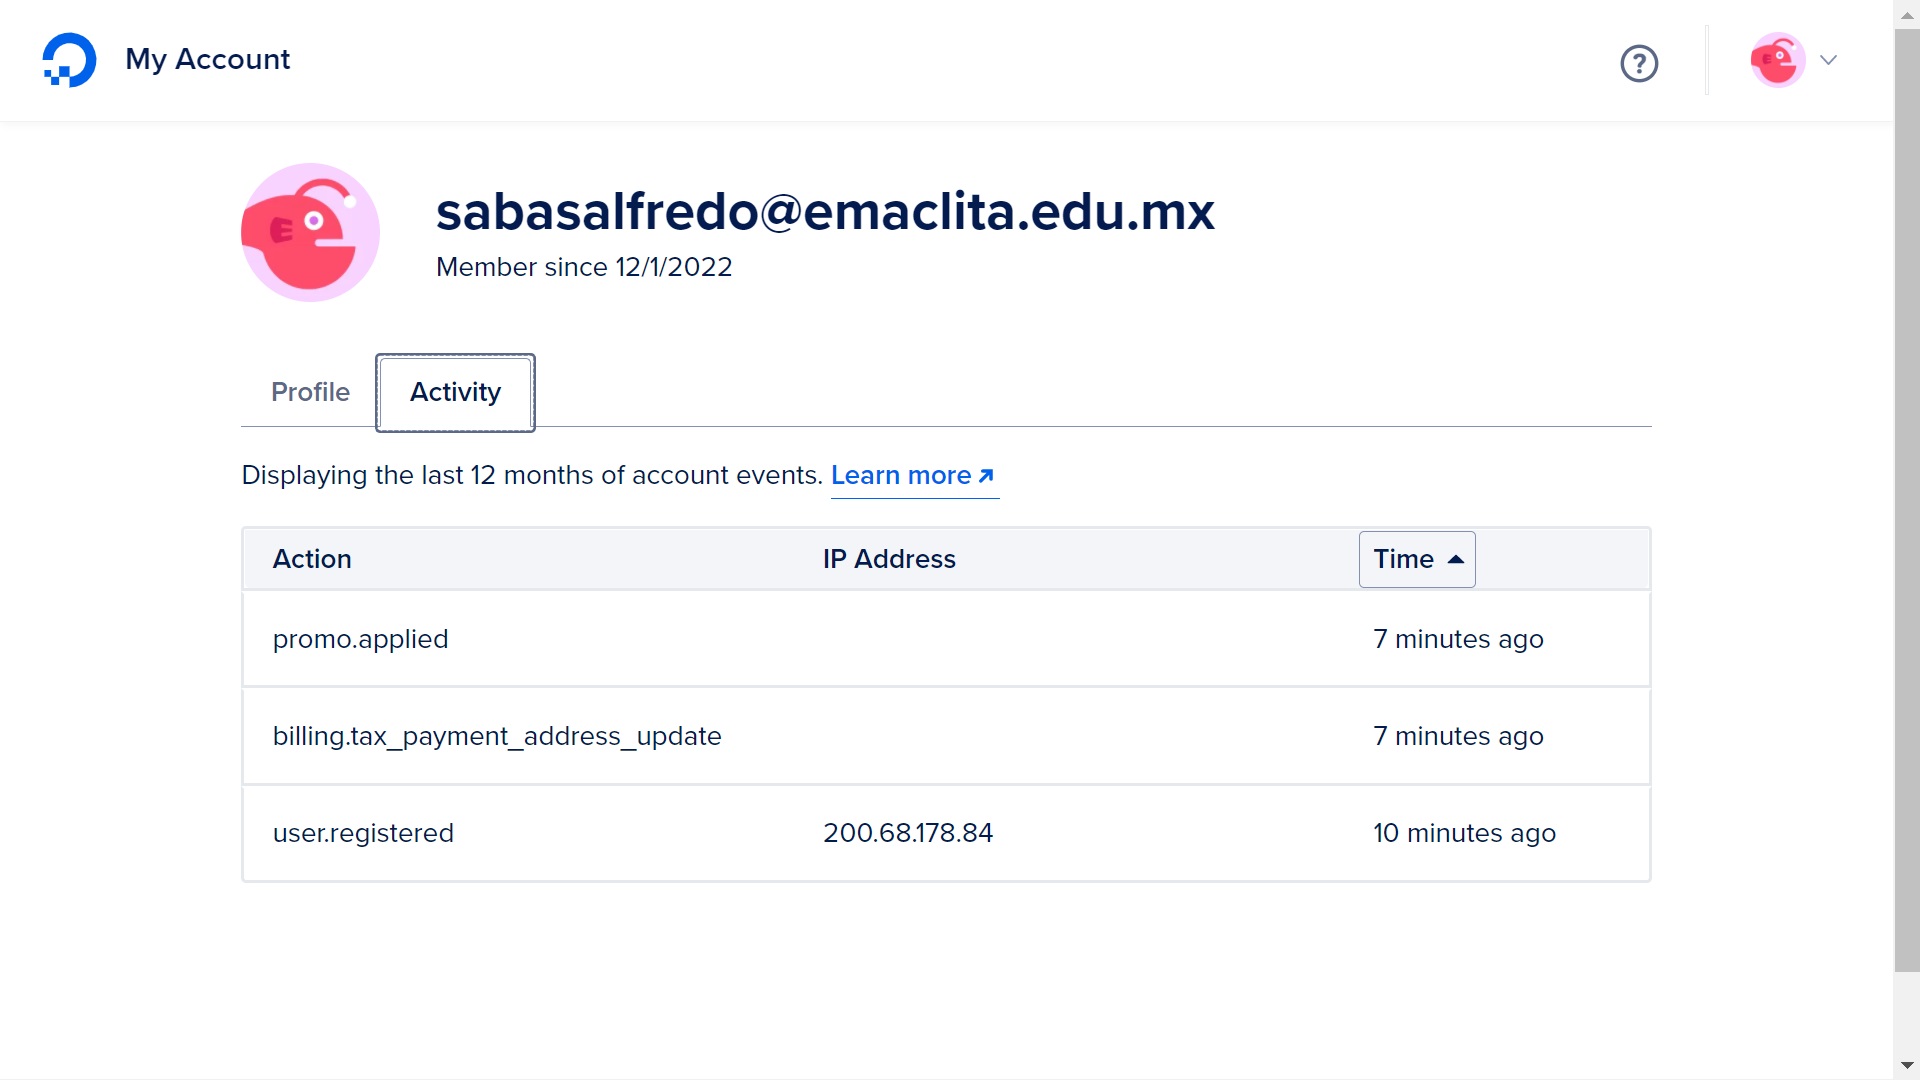 My Account
?
sabasalfredo@emaclita.edu.mx
Member since 12/1/2022
Profile Activity
Displaying the last 12 months of account events. Learn more
Action IP Address Time
promo.applied 7 minutes ago
billing.tax_payment_address_update 7 minutes ago
user.registered 200.68.178.84 10 minutes ago